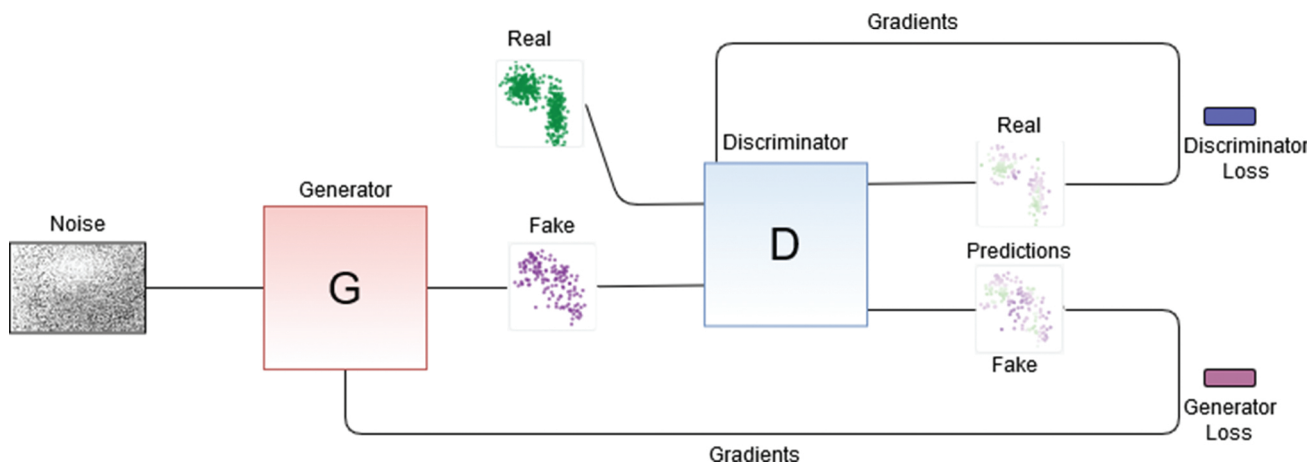 Gradients
Real
Discriminator
Real
Discriminator
Loss
Generator
Noise
Fake
G
D
Predictions
Fake
Generator
Loss
Gradients